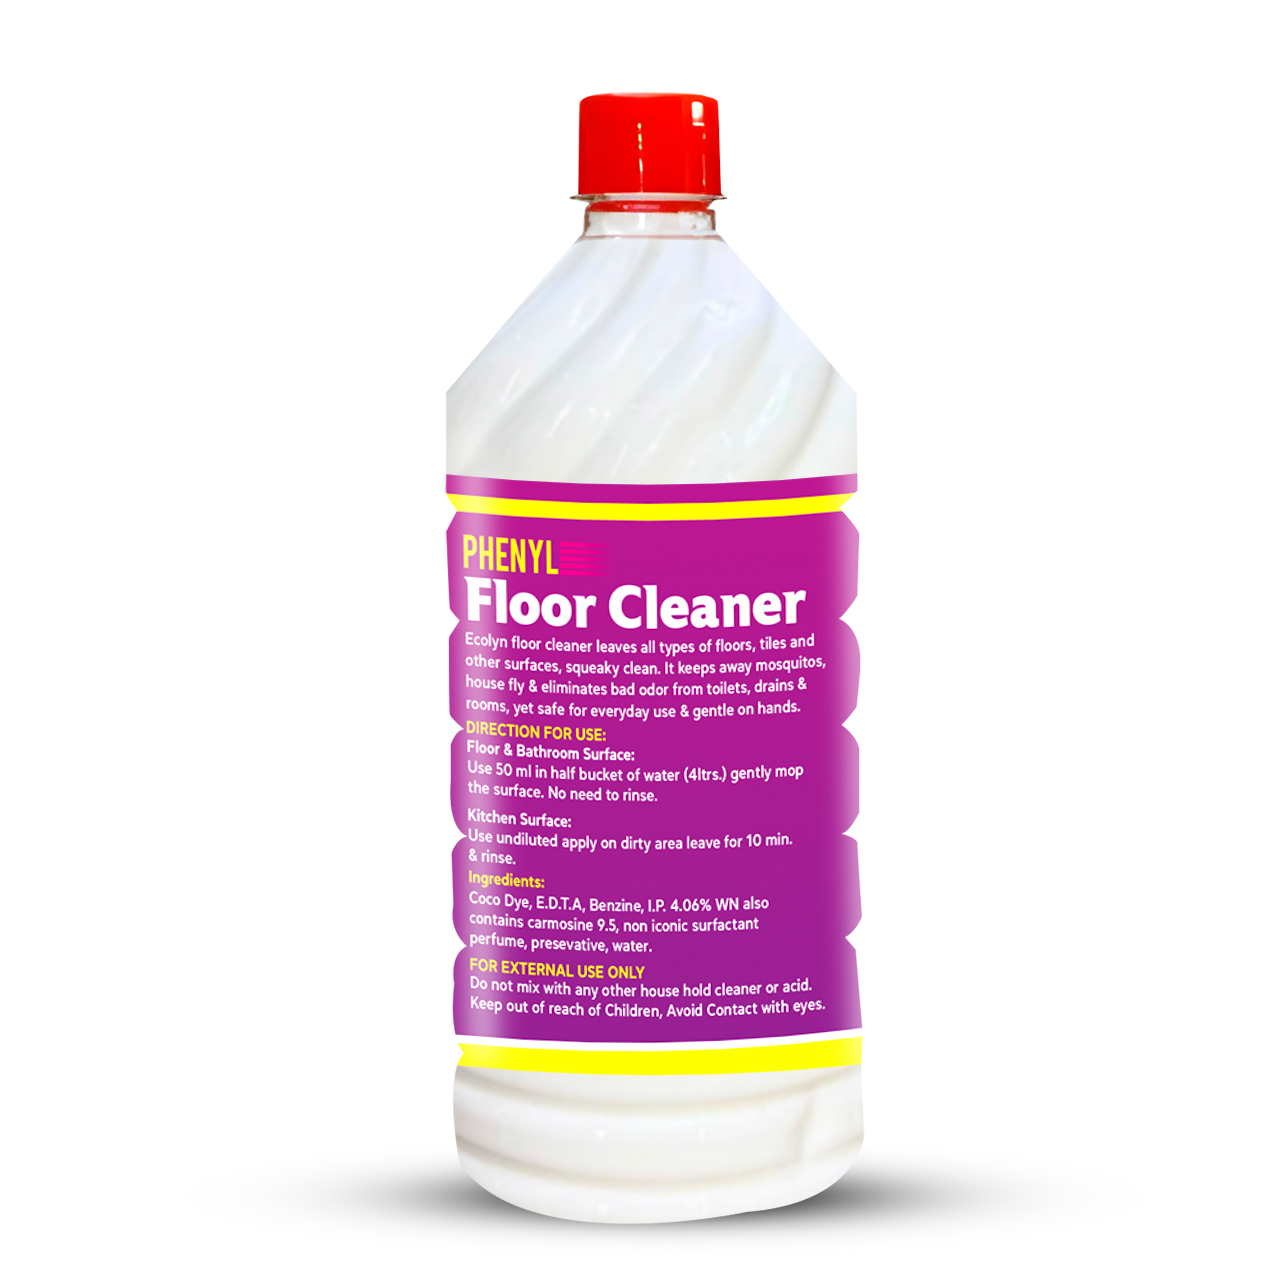 PHENYL
Floor Cleaner
Ecolyn floor cleaner leaves all types of floors, tiles and
other surfaces, squeaky clean. It keeps away mosquitos,
house fly & eliminates bad odor from toilets, drains &
rooms, yet safe for everyday use & gentle on hands.
DIRECTION FOR USE:
Floor & Bathroom Surface:
Use 50 ml in half bucket of water (4ltrs.) gently mop
the surface. No need to rinse.
Kitchen Surface:
Use undiluted apply on dirty area leave for 10 min.
& rinse.
Ingredients:
Coco Dye, E.D.T.A, Benzine, I.P. 4.06% WN also
contains carmosine 9.5, non iconic surfactant
perfume, presevative, water.
FOR EXTERNAL USE ONLY
Do not mix with any other house hold cleaner or acid.
Keep out of reach of Children, Avoid Contact with eyes.